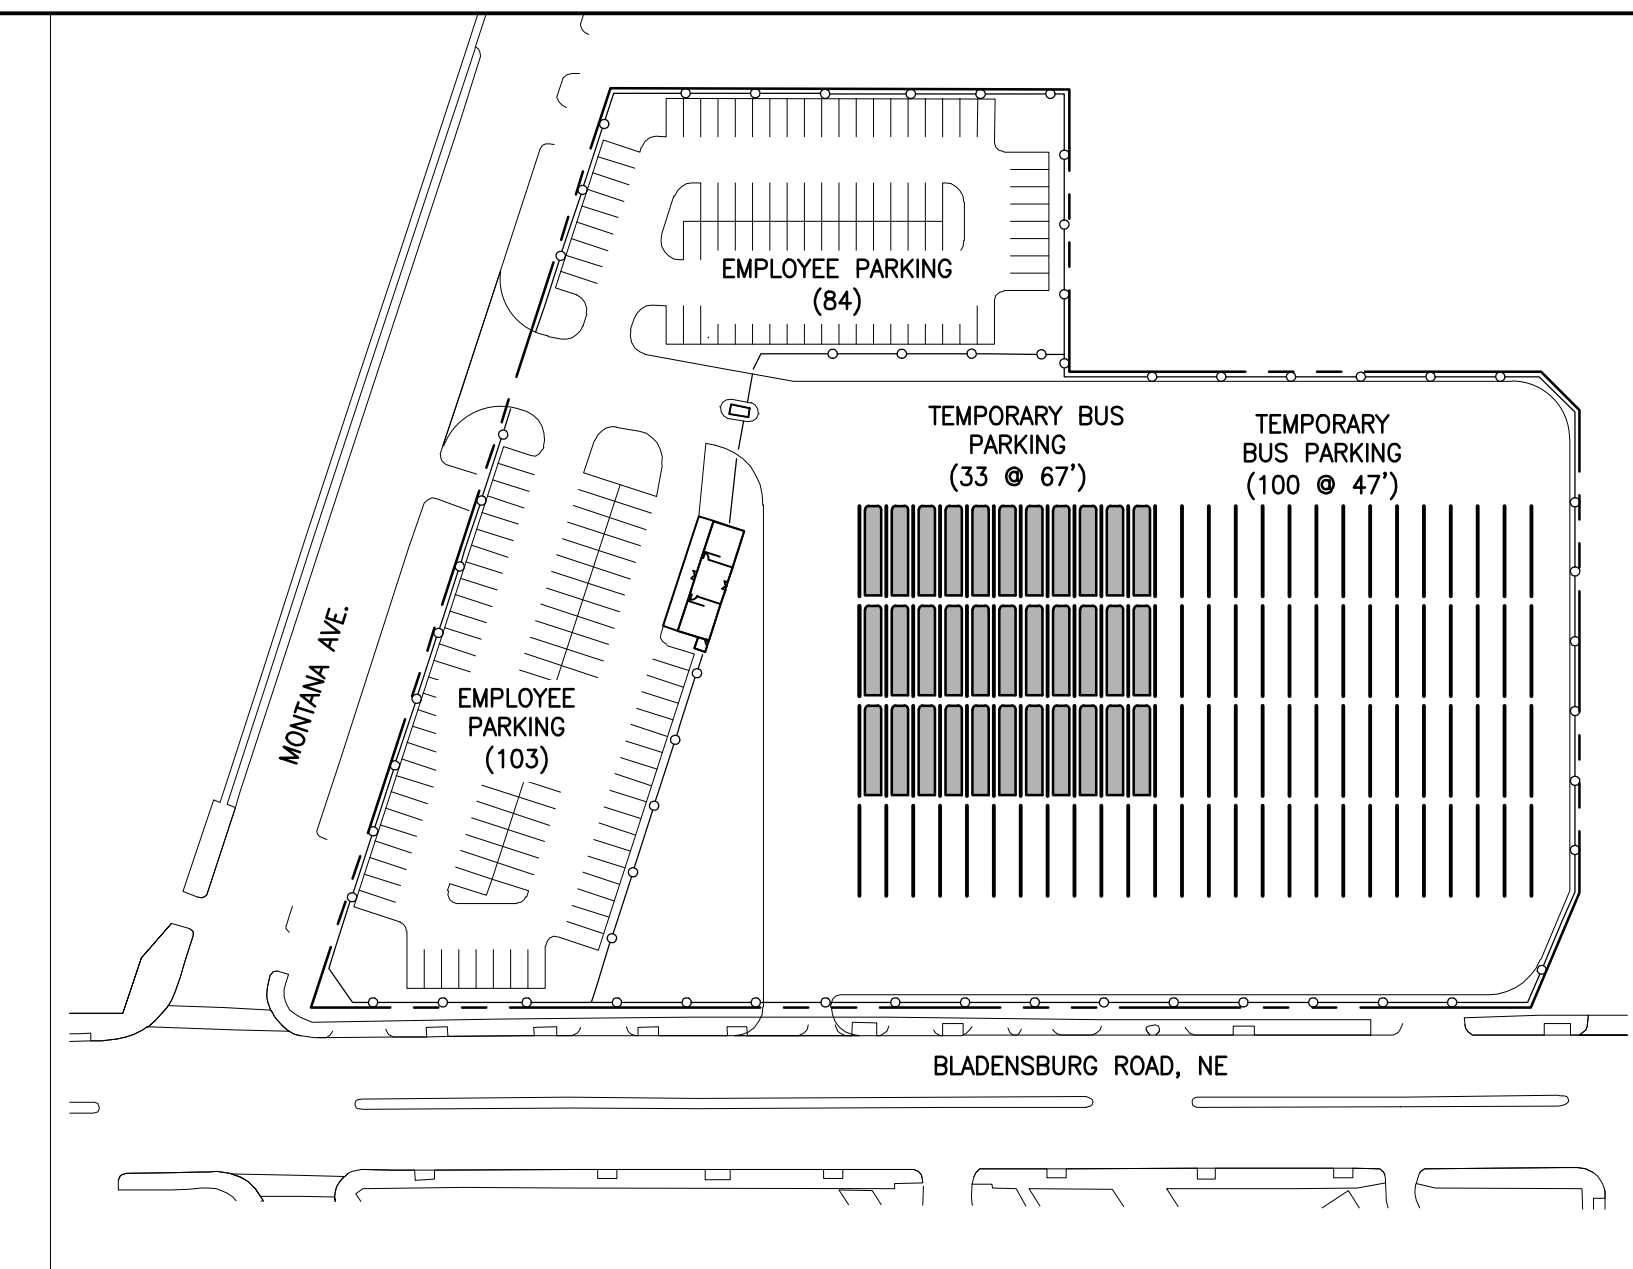 EMPLOYEE PARKING
(84)
TEMPORARY BUS
PARKING
(33 @ 67')
TEMPORARY
BUS PARKING
(100 @ 47')
MONTANA AVE.
EMPLOYEE
PARKING
(103)
BLADENSBURG ROAD, NE